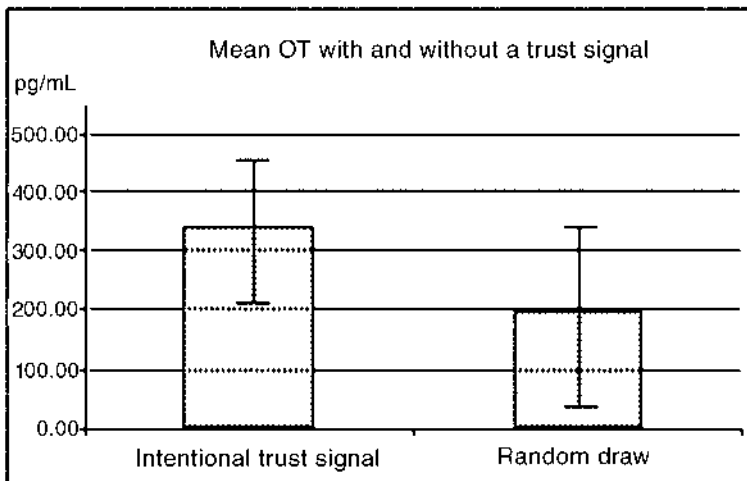 Mean OT with and without a trust signal
pg/mL
500.00
400.00
300.00
200.00
100.00
0.00
Intentional trust signal
Random draw